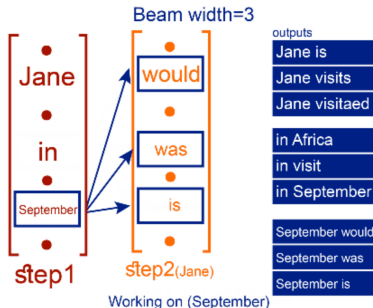 Beam width=3
Jane
in
September
step1
would
was
is
step2(Jane)
outputs
Jane is
Jane visits
Jane visitaed
in Africa
in visit
in September
September would
September was
September is
Working on (September)